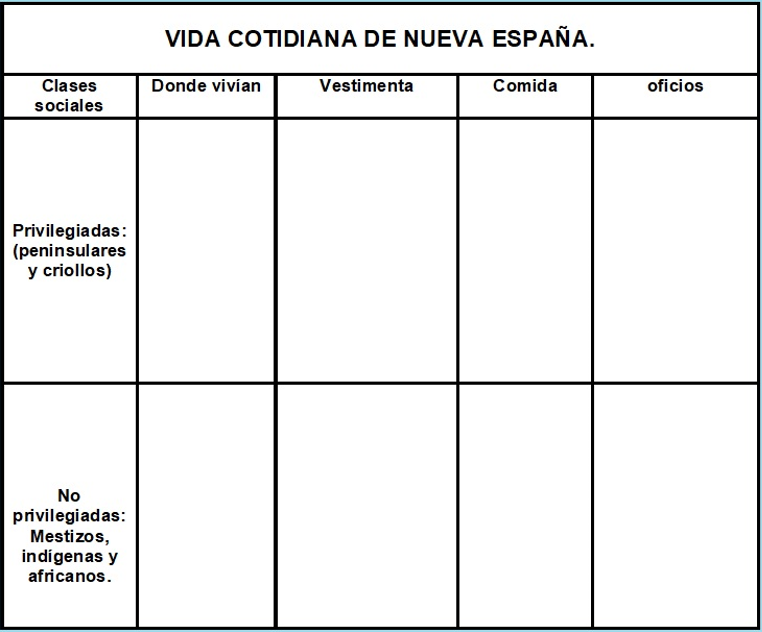 VIDA COTIDIANA DE NUEVA ESPAÑA.
Clases
sociales
Donde vivían
Vestimenta
Comida
oficios
Privilegiadas:
(peninsulares
y criollos)
No
privilegiadas:
Mestizos,
indigenas y
africanos.